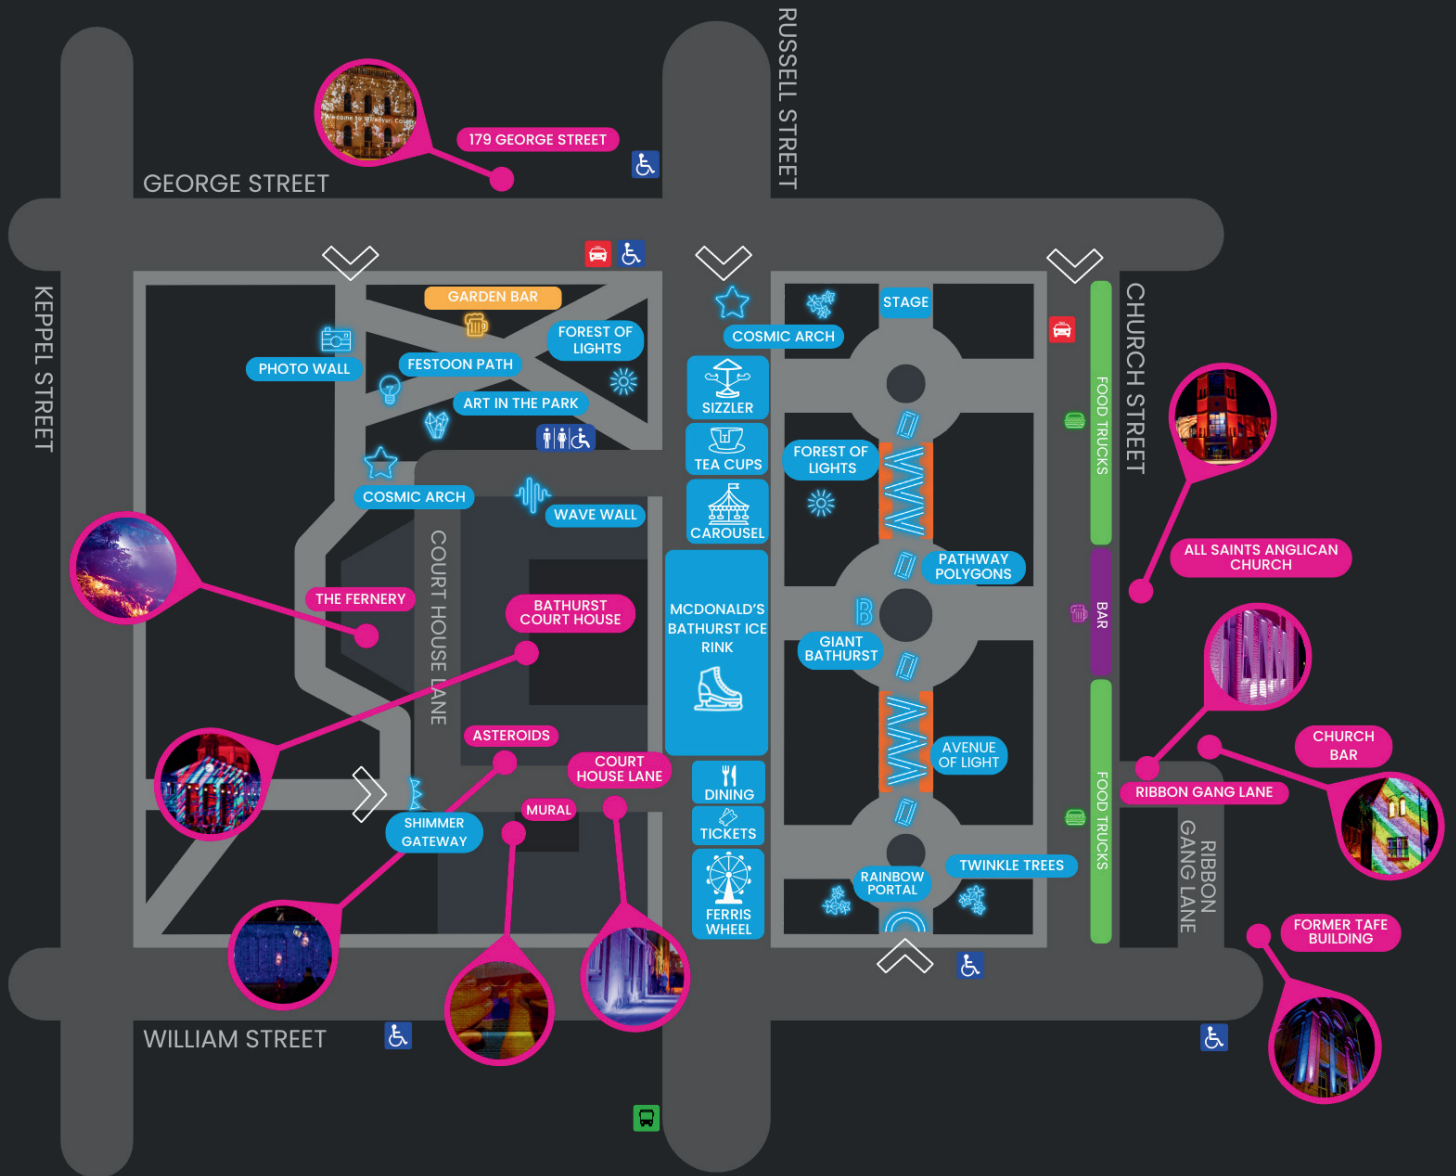 RUSSELL STREET
179 GEORGE STREET
GEORGE STREET
KEPPEL STREET
GARDEN BAR
STAGE
CHURCH STREET
FOREST OF
LIGHTS
COSMIC ARCH
PHOTO WALL
FESTOON PATH
ART IN THE PARK
SIZZLER
FOOD TRUCKS
TEA CUPS
FOREST OF
LIGHTS
COSMIC ARCH
WAVE WALL
CAROUSEL
COURT HOUSE LANE
PATHWAY
POLYGONS
ALL SAINTS ANGLICAN
CHURCH
THE FERNERY
BATHURST
COURT HOUSE
MCDONALD'S
BATHURST ICE
RINK
B
GIANT
BATHURST
BAR
ASTEROIDS
COURT
HOUSE LANE
AVENUE
OF LIGHT
CHURCH
BAR
DINING
RIBBON GANG LANE
MURAL
SHIMMER
GATEWAY
TICKETS
FOOD TRUCKS
RIBBON
GANG LANE
RAINBOW
PORTAL
TWINKLE TREES
FERRIS
WHEEL
FORMER TAFE
BUILDING
WILLIAM STREET